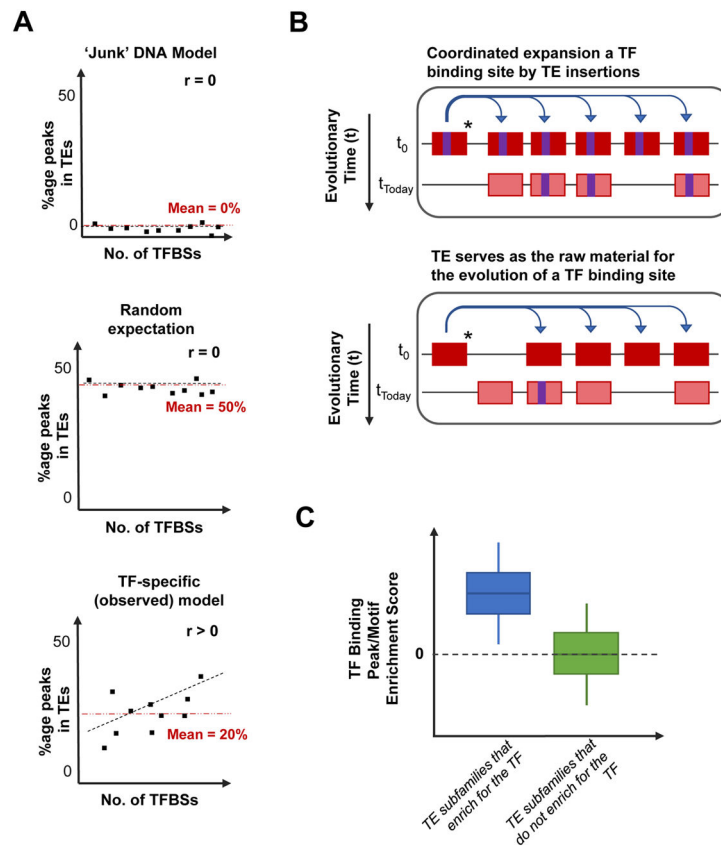 A
'Junk' DNA Model
r = 0
50
%age peaks
in TEs
Mean = 0%
0
No. of TFBSs
Random
expectation
50
r = 0
%age peaks
in TEs
Mean = 50%
0
No. of TFBSs
TF-specific
(observed) model
50
r > 0
%age peaks
in TEs
Mean = 20%
0
No. of TFBSs
B
Coordinated expansion a TF
binding site by TE insertions
Evolutionary
Time (t)
*
t0
tToday
TE serves as the raw material for
the evolution of a TF binding site
Evolutionary
Time (t)
*
t0
tToday
C
TF Binding
Peak/Motif
Enrichment Score
0
TE subfamilies that
enrich for the TF
TE subfamilies that
do not enrich for the
TF